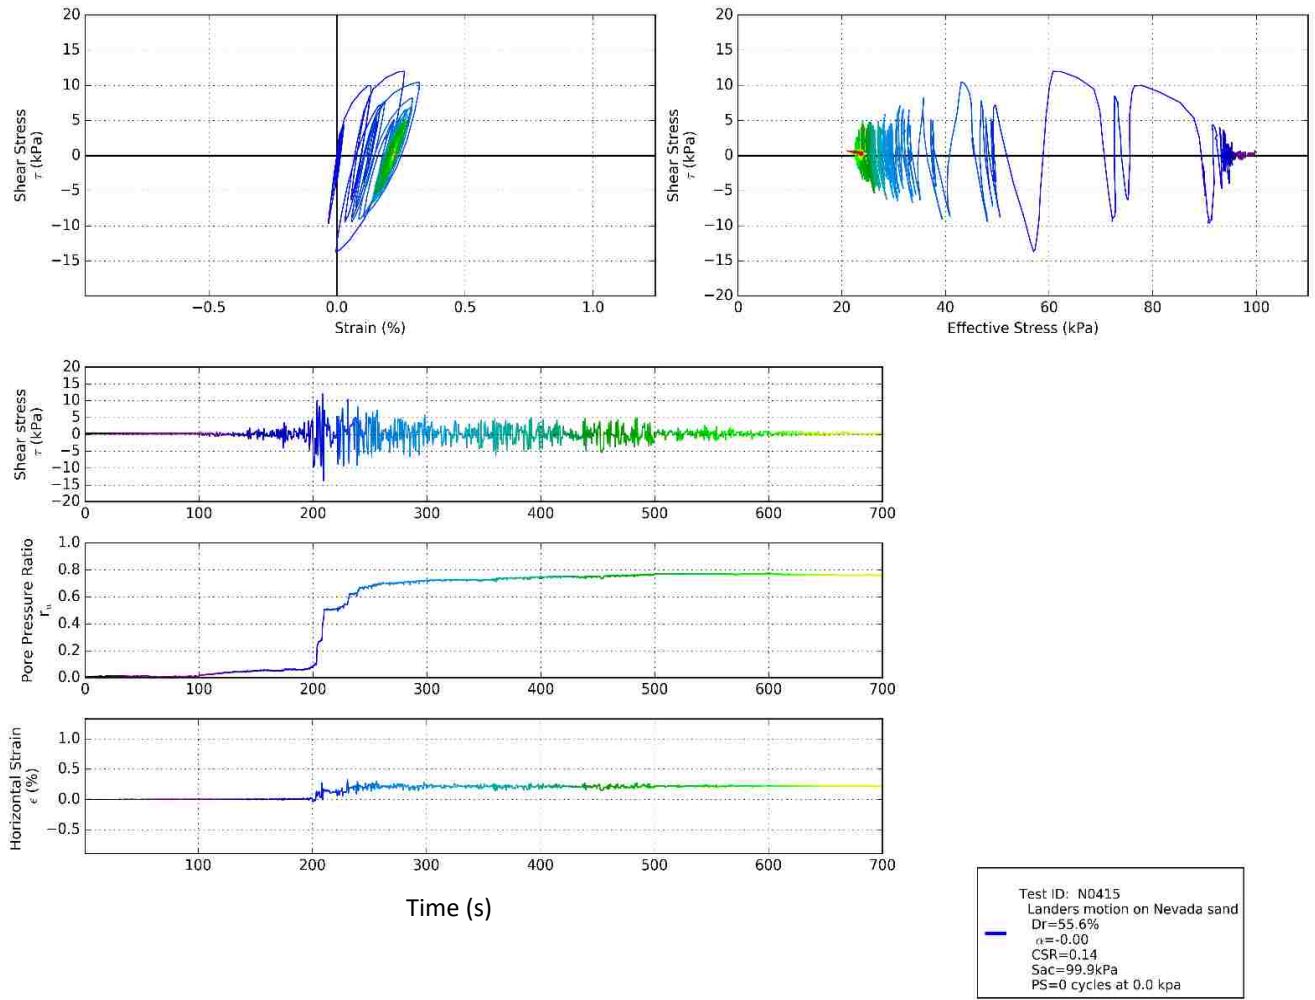 20
15
10
5
0
−5
−10
−15
Shear Stress
τ (kPa)
−0.5 0.0 0.5 1.0
Strain (%)
20
15
10
5
0
−5
−10
−15
−20
Shear Stress
τ (kPa)
0 20 40 60 80 100
Effective Stress (kPa)
20
15
10
5
0
−5
−10
−15
−20
Shear stress
τ (kPa)
0 100 200 300 400 500 600 700
1.0
0.8
0.6
0.4
0.2
0.0
Pore Pressure Ratio
rᵤ
0 100 200 300 400 500 600 700
1.0
0.5
0.0
−0.5
Horizontal Strain
ϵ (%)
0 100 200 300 400 500 600 700
Time (s)
Test ID: N0415
Landers motion on Nevada sand
Dr=55.6%
α=-0.00
CSR=0.14
Sac=99.9kPa
PS=0 cycles at 0.0 kpa